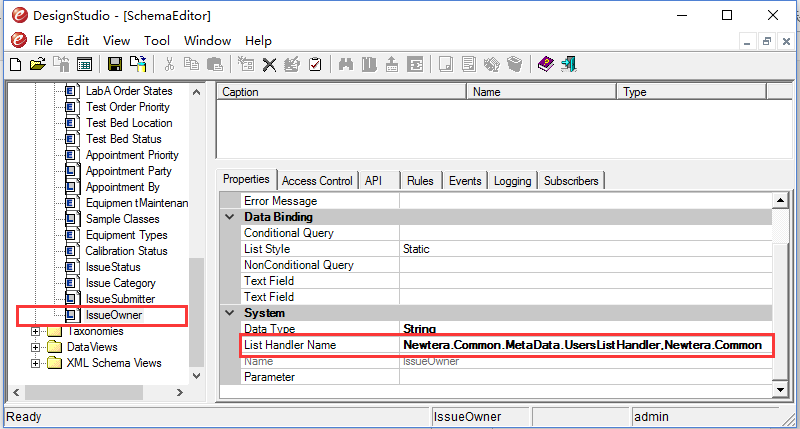 DesignStudio - [SchemaEditor]
File Edit View Tool Window Help
LabA Order States
Test Order Priority
Test Bed Location
Test Bed Status
Appointment Priority
Appointment Party
Appointment By
Equipmen tMaintenan
Sample Classes
Equipment Types
Calibration Status
IssueStatus
Issue Category
IssueSubmitter
IssueOwner
Taxonomies
DataViews
XML Schema Views
Caption Name Type
Properties Access Control API Rules Events Logging Subscribers
Error Message
Data Binding
Conditional Query
List Style Static
NonConditional Query
Text Field
Text Field
System
Data Type String
List Handler Name Newtera.Common.MetaData.UsersListHandler,Newtera.Common
Name IssueOwner
Parameter
Ready IssueOwner admin